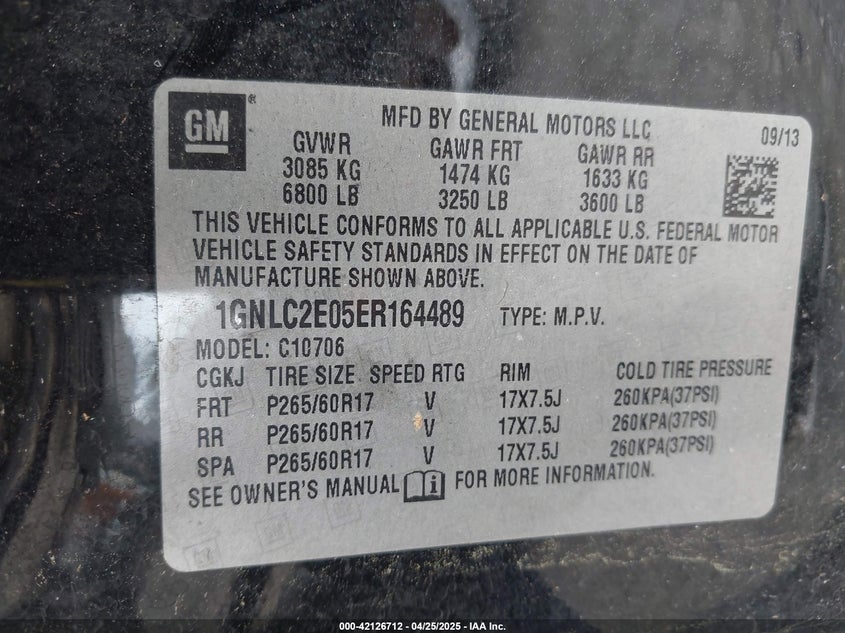 GM®
MFD BY GENERAL MOTORS LLC
09/13
GVWR GAWR FRT GAWR RR
3085 KG 1474 KG 1633 KG
6800 LB 3250 LB 3600 LB
THIS VEHICLE CONFORMS TO ALL APPLICABLE U.S. FEDERAL MOTOR
VEHICLE SAFETY STANDARDS IN EFFECT ON THE DATE OF
MANUFACTURE SHOWN ABOVE.
1GNLC2E05ER164489 TYPE: M.P.V.
MODEL: C10706
CGKJ TIRE SIZE SPEED RTG RIM COLD TIRE PRESSURE
FRT P265/60R17 V 17X7.5J 260KPA(37PSI)
RR P265/60R17 V 17X7.5J 260KPA(37PSI)
SPA P265/60R17 V 17X7.5J 260KPA(37PSI)
SEE OWNER'S MANUAL FOR MORE INFORMATION.
000-42126712 - 04/25/2025 - IAA Inc.